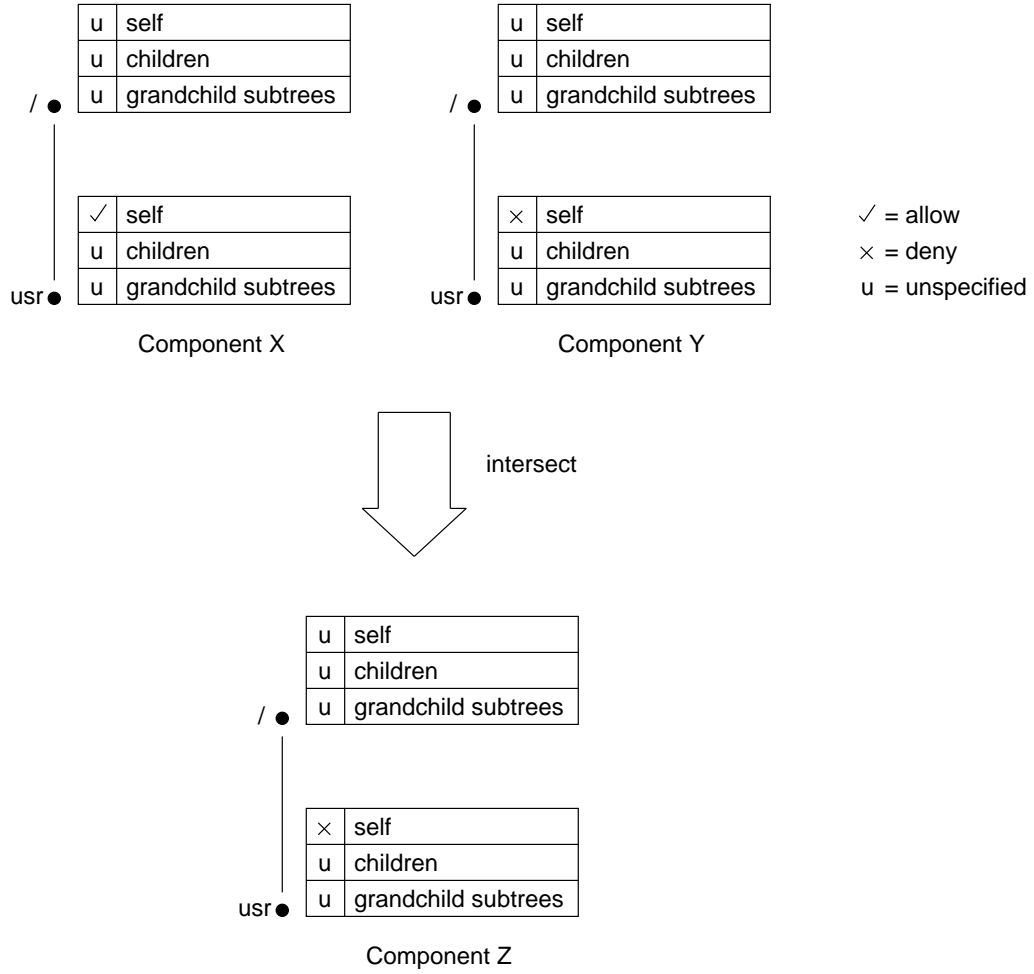 u self
u children
/ u grandchild subtrees
✓ self
u children
usr u grandchild subtrees
Component X
u self
u children
/ u grandchild subtrees
× self
u children
usr u grandchild subtrees
Component Y
✓ = allow
× = deny
u = unspecified
intersect
u self
u children
/ u grandchild subtrees
× self
u children
usr u grandchild subtrees
Component Z